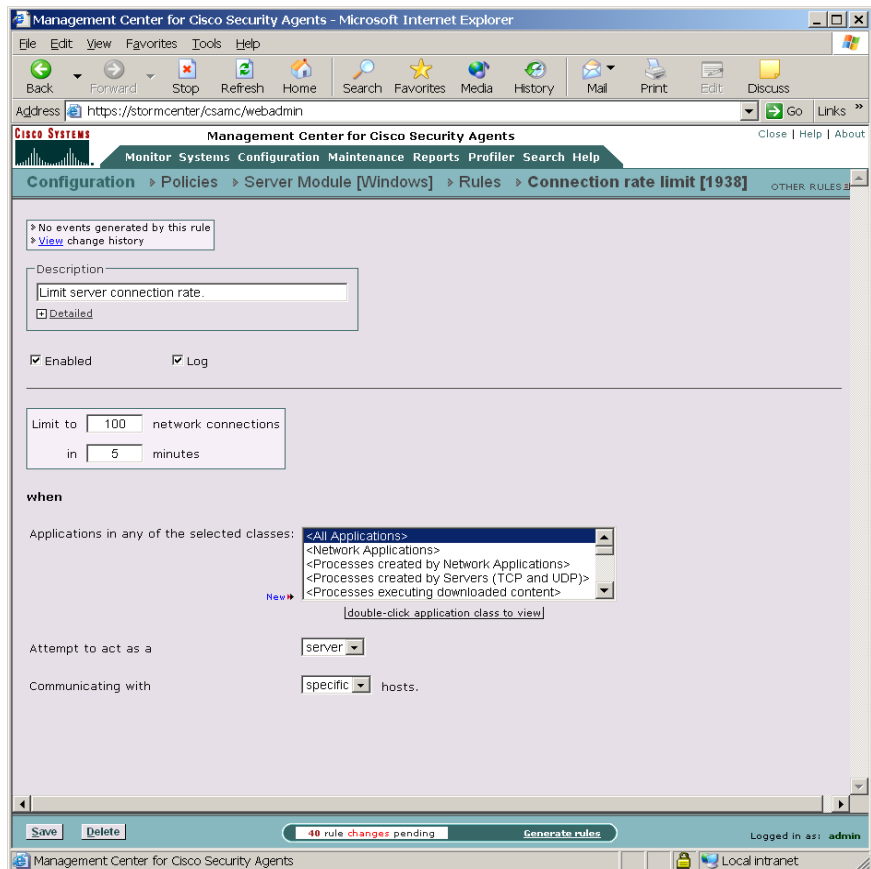 Management Center for Cisco Security Agents - Microsoft Internet Explorer
File Edit View Favorites Tools Help
Back Forward Stop Refresh Home Search Favorites Media History Mail Print Edit Discuss
Address https://stormcenter/csamc/webadmin Go Links »
CISCO SYSTEMS Management Center for Cisco Security Agents Close | Help | About
Monitor Systems Configuration Maintenance Reports Profiler Search Help
Configuration Policies Server Module [Windows] Rules Connection rate limit [1938] OTHER RULES
No events generated by this rule
View change history
Description
Limit server connection rate.
Detailed
Enabled Log
Limit to 100 network connections
in 5 minutes
when
Applications in any of the selected classes:
<All Applications>
<Network Applications>
<Processes created by Network Applications>
<Processes created by Servers (TCP and UDP)>
<Processes executing downloaded content>
New
double-click application class to view
Attempt to act as a server
Communicating with specific hosts.
Save Delete 40 rule changes pending Generate rules Logged in as: admin
Management Center for Cisco Security Agents Local intranet